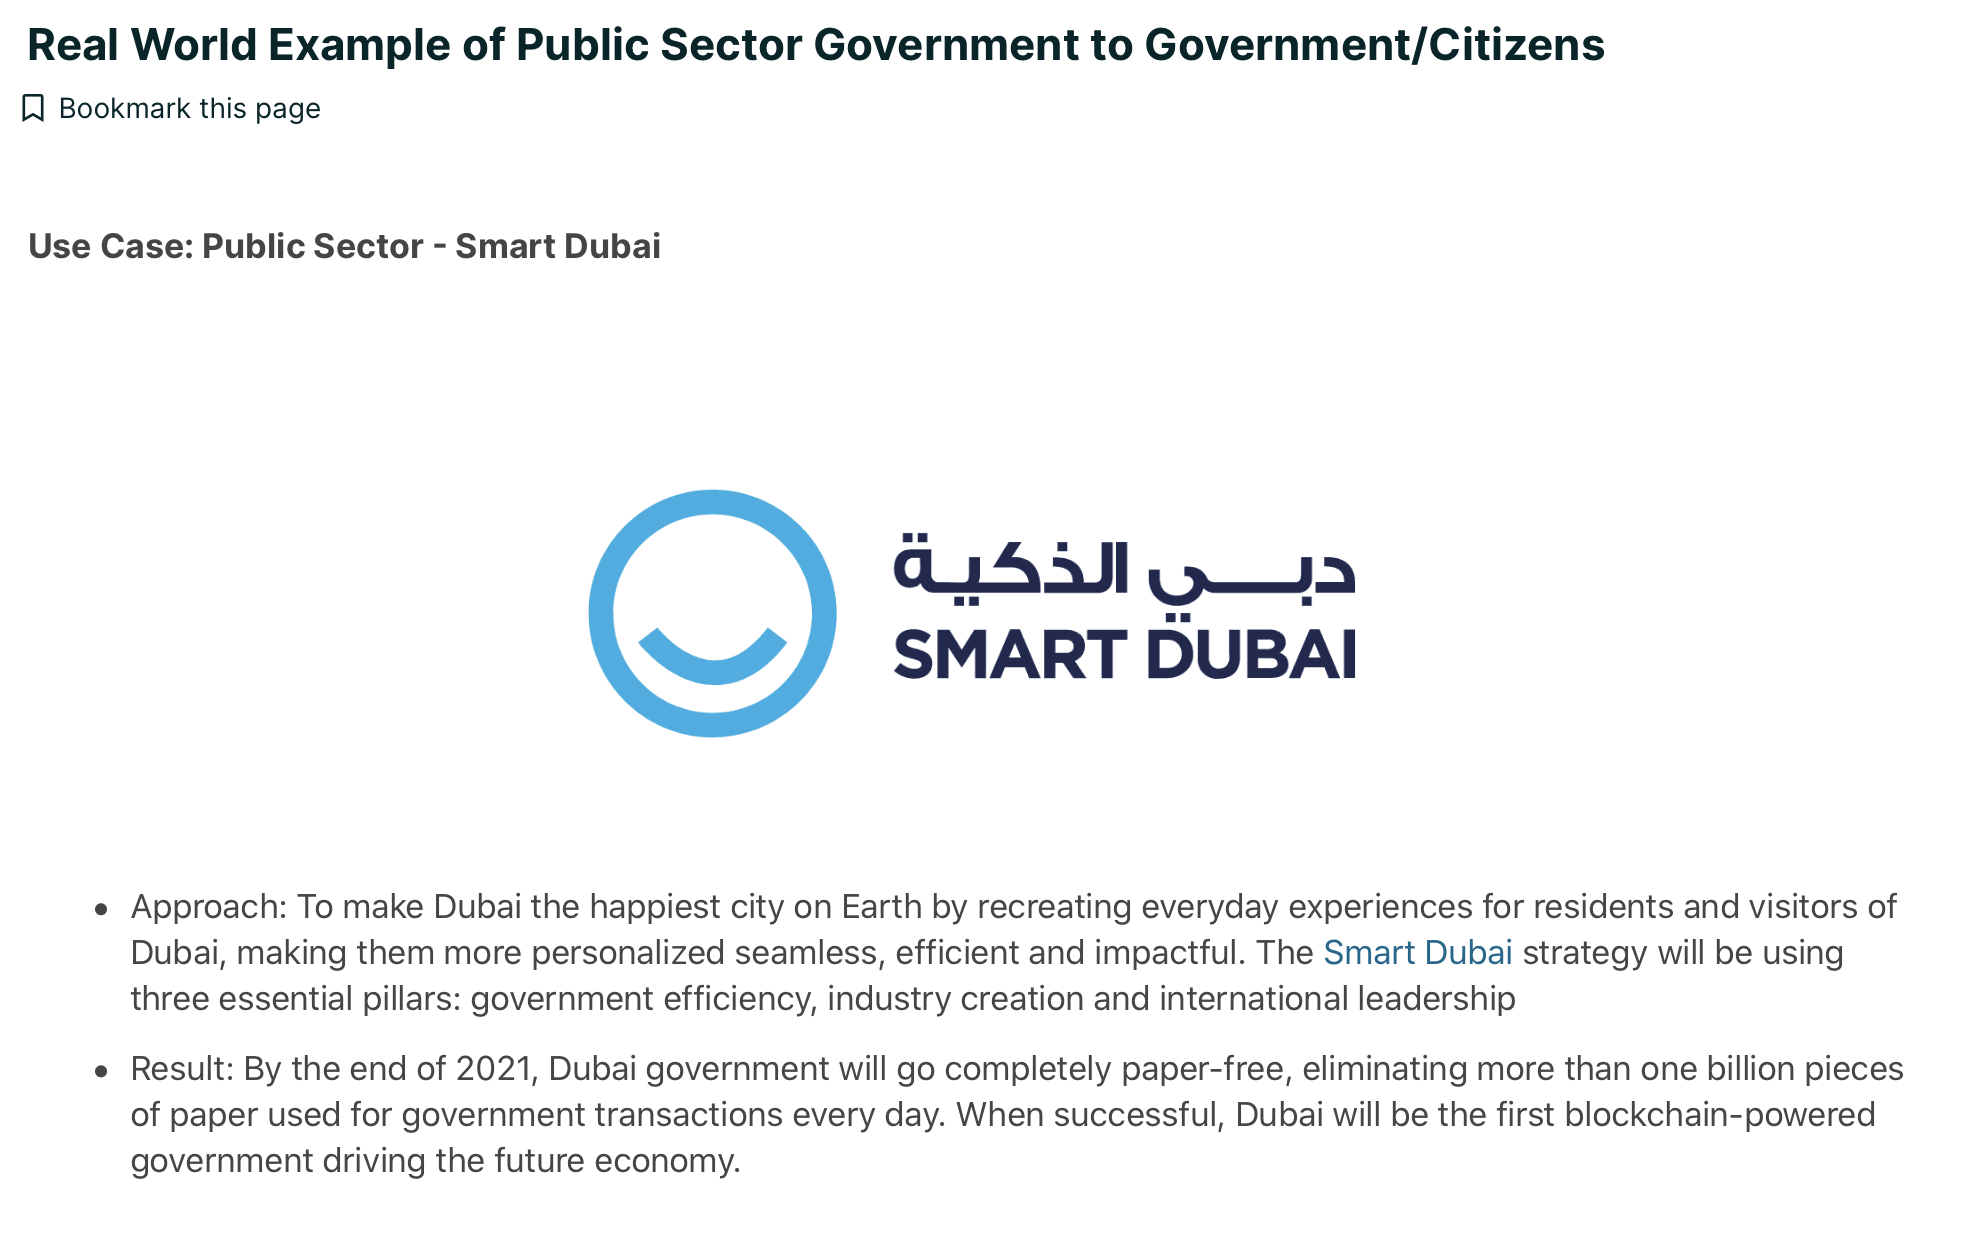 Real World Example of Public Sector Government to Government/Citizens
Bookmark this page
Use Case: Public Sector - Smart Dubai
دبي الذكية
SMART DUBAI
Approach: To make Dubai the happiest city on Earth by recreating everyday experiences for residents and visitors of
Dubai, making them more personalized seamless, efficient and impactful. The Smart Dubai strategy will be using
three essential pillars: government efficiency, industry creation and international leadership
Result: By the end of 2021, Dubai government will go completely paper-free, eliminating more than one billion pieces
of paper used for government transactions every day. When successful, Dubai will be the first blockchain-powered
government driving the future economy.